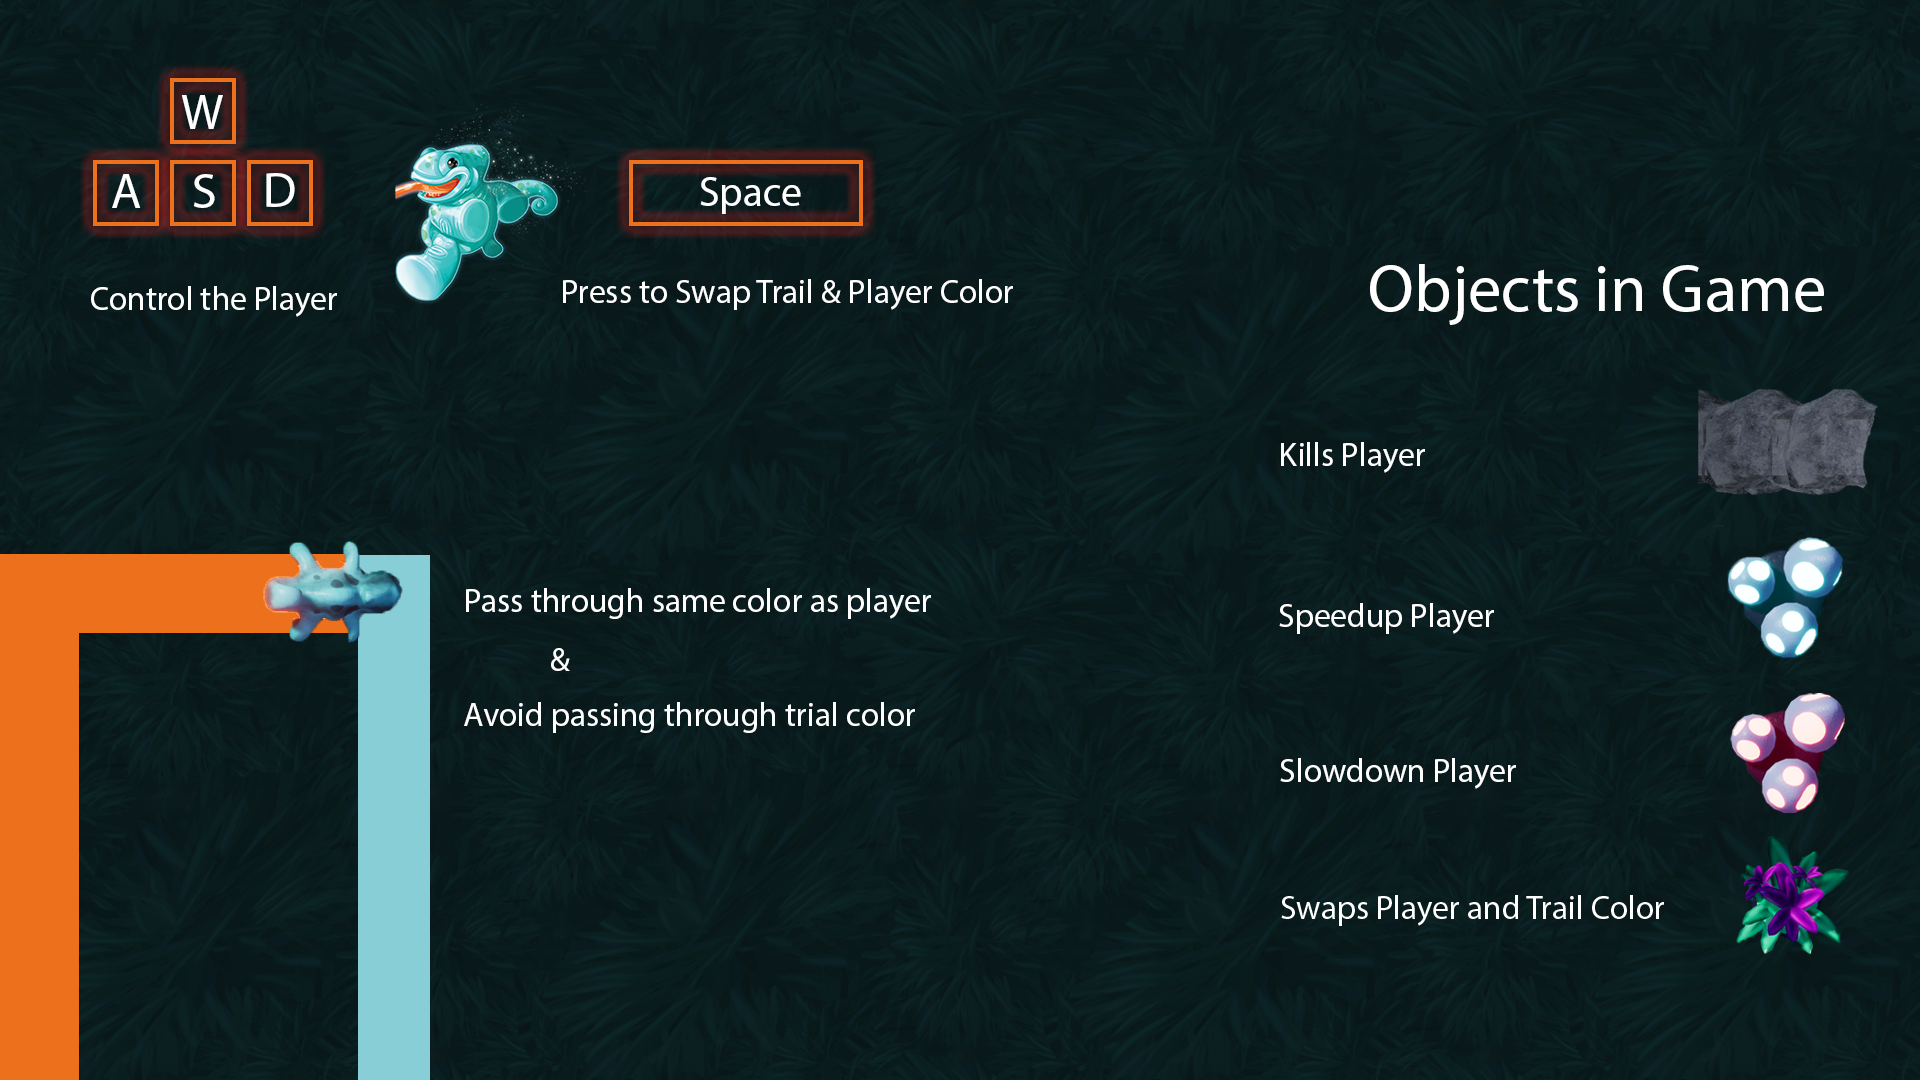 W
A S D
Space
Control the Player
Press to Swap Trail & Player Color
Objects in Game
Kills Player
Pass through same color as player
&
Avoid passing through trial color
Speedup Player
Slowdown Player
Swaps Player and Trail Color